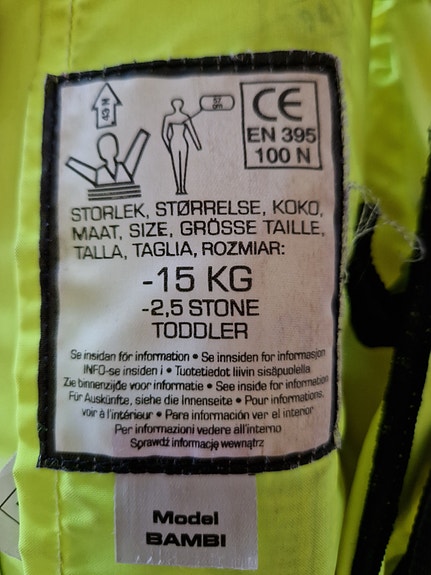 43 N
57 cm
CE
EN 395
100 N
STORLEK, STØRRELSE, KOKO,
MAAT, SIZE, GRÖSSE TAILLE,
TALLA, TAGLIA, ROZMIAR:
-15 KG
-2,5 STONE
TODDLER
Se insidan för information • Se innsiden for informasjon
INFO-se insiden i • Tuotetiedot liivin sisäpuolella
Zie binnenzijde voor informatie • See inside for information
Für Auskünfte, siehe die Innenseite • Pour informations,
voir à l'intérieur • Para información ver el interior
Per informazioni vedere all'interno
Sprawdź informację wewnątrz
Model
BAMBI